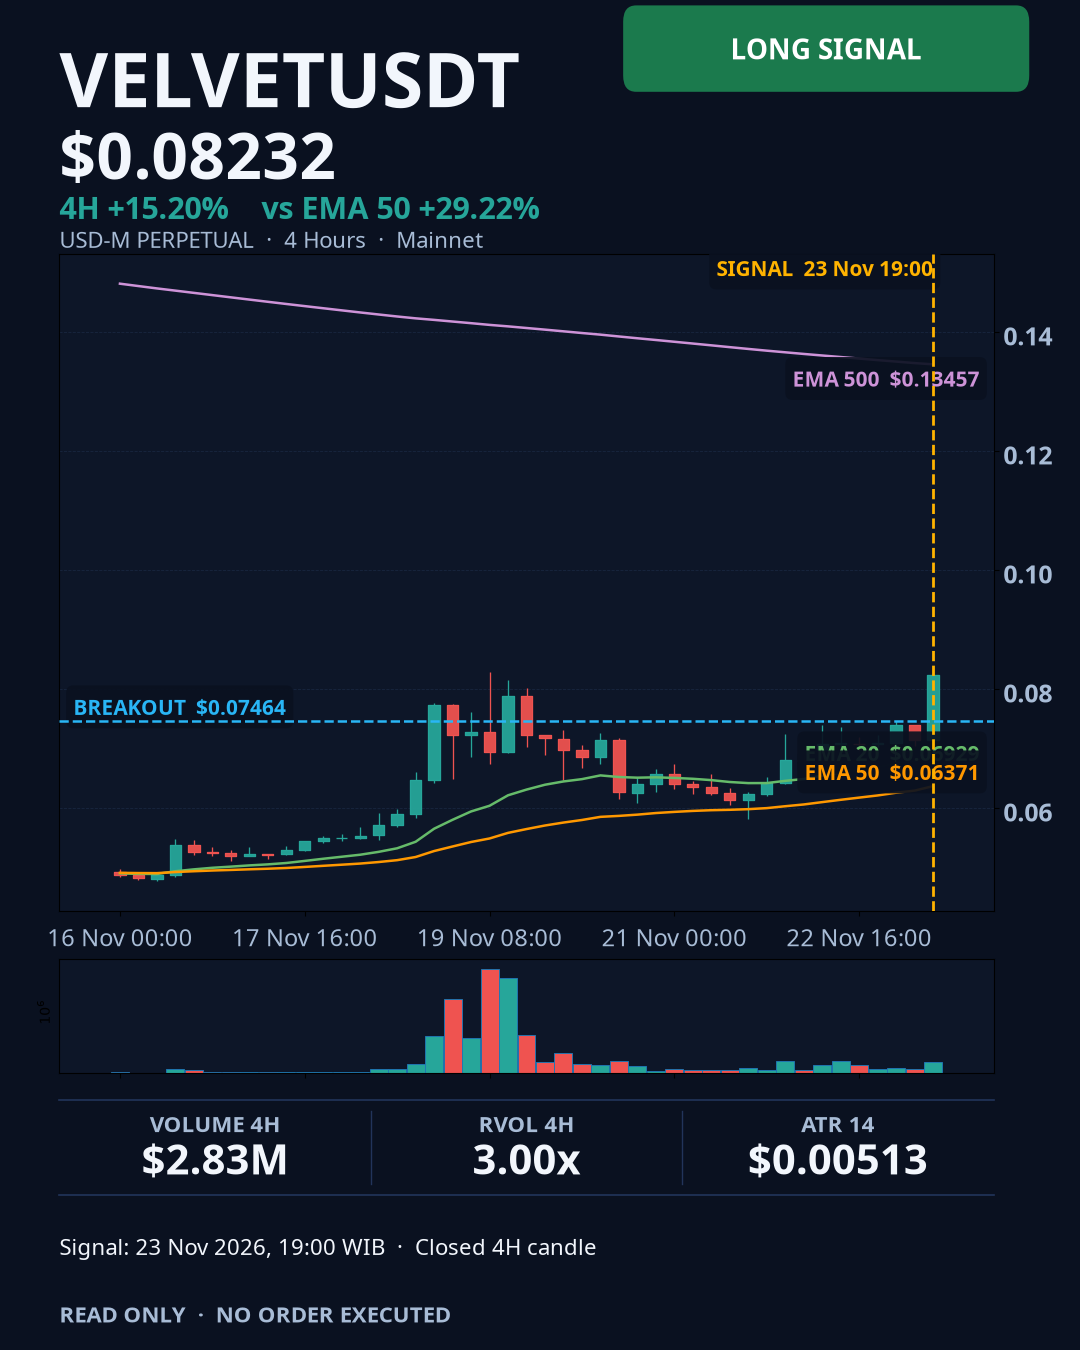 LONG SIGNAL
VELVETUSDT
$0.08232
4H +15.20% vs EMA 50 +29.22%
USD-M PERPETUAL · 4 Hours · Mainnet
SIGNAL 23 Nov 19:00
0.14
EMA 500 $0.13457
0.12
0.10
0.08
BREAKOUT $0.07464
EMA 20 $0.06929
EMA 50 $0.06371
0.06
16 Nov 00:00 17 Nov 16:00 19 Nov 08:00 21 Nov 00:00 22 Nov 16:00
10⁶
VOLUME 4H RVOL 4H ATR 14
$2.83M 3.00x $0.00513
Signal: 23 Nov 2026, 19:00 WIB · Closed 4H candle
READ ONLY · NO ORDER EXECUTED